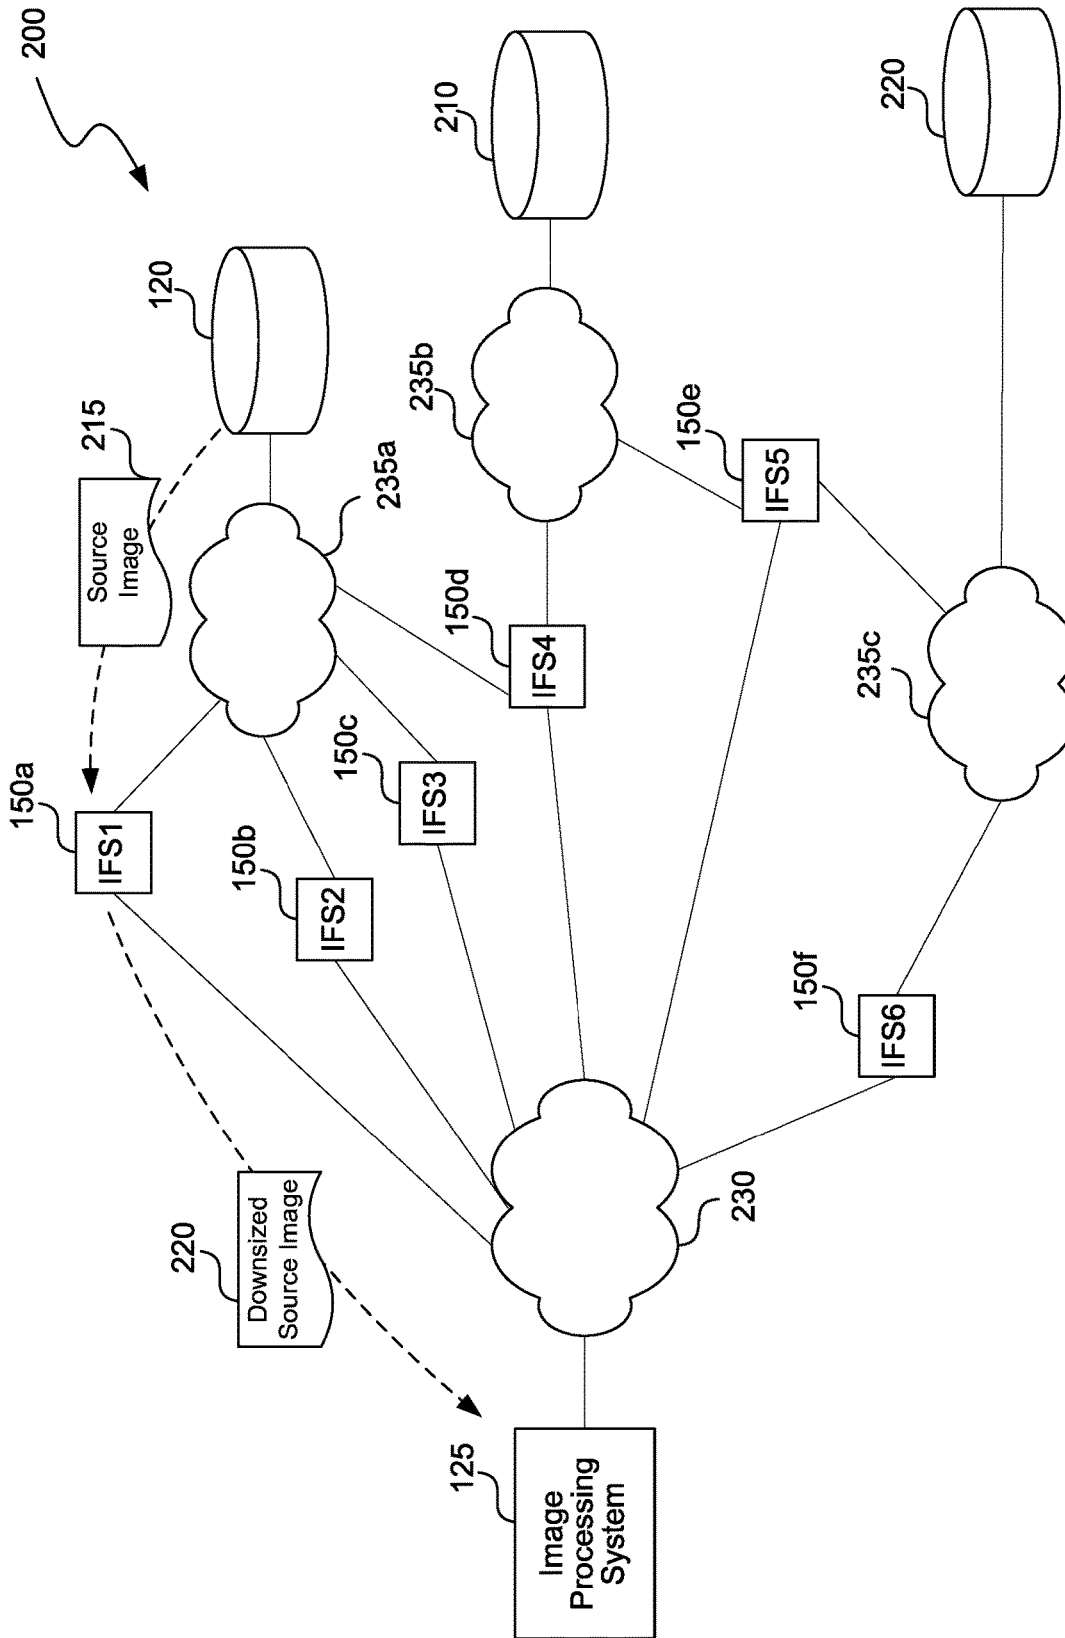 200
120
215
Source
Image
235a
150a
IFS1
150b
IFS2
150c
IFS3
210
235b
150d
IFS4
150e
IFS5
220
Downsized
Source Image
230
125
Image
Processing
System
150f
IFS6
235c
220